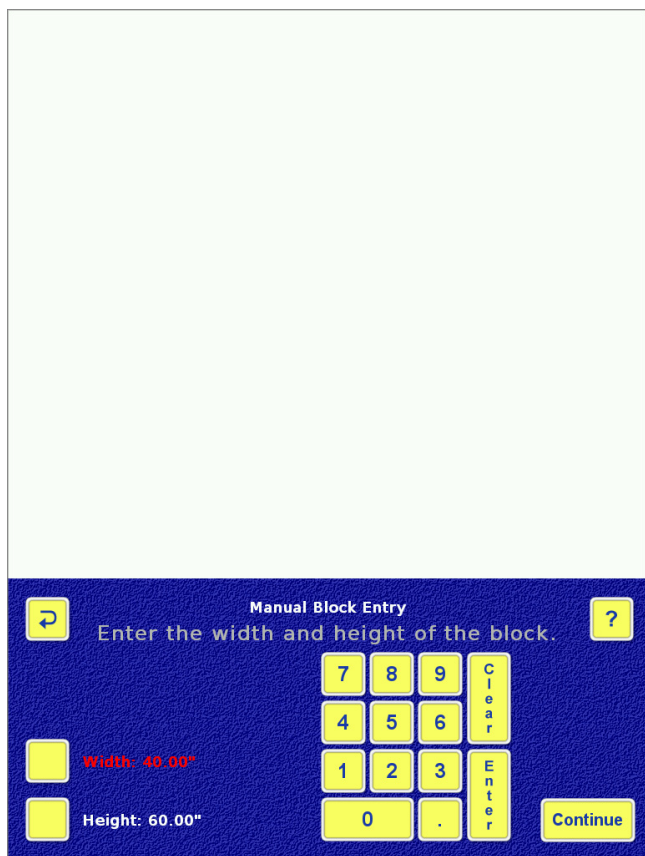 Manual Block Entry
?
Enter the width and height of the block.
7 8 9 Clear
4 5 6
Width: 40.00"
1 2 3 Enter
Height: 60.00"
0 .
Continue